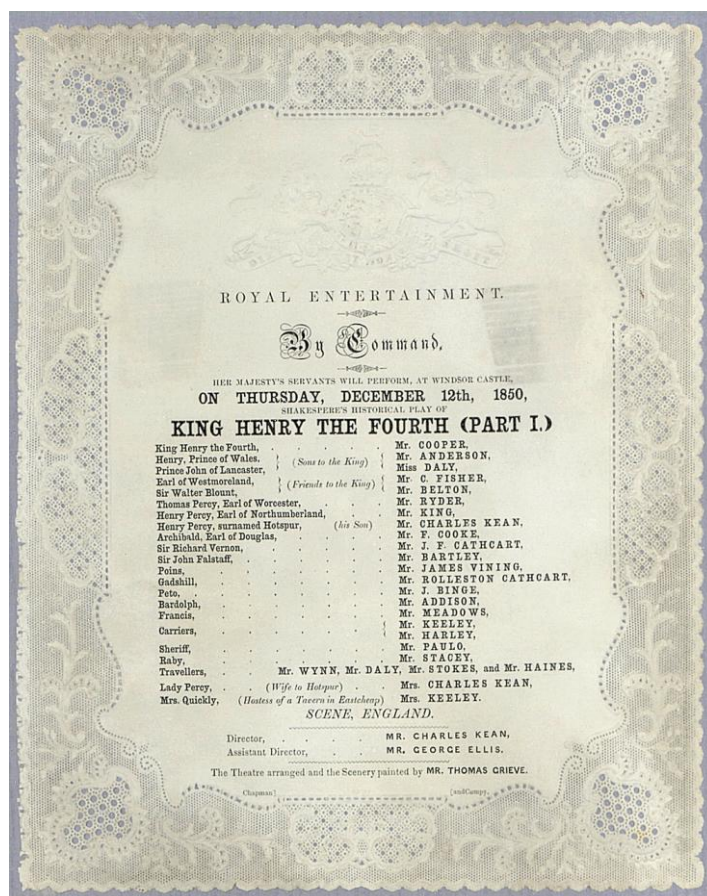 ROYAL ENTERTAINMENT.
By Command,
HER MAJESTY'S SERVANTS WILL PERFORM, AT WINDSOR CASTLE,
ON THURSDAY, DECEMBER 12th, 1850,
SHAKESPERE'S HISTORICAL PLAY OF
KING HENRY THE FOURTH (PART I.)
King Henry the Fourth, . . . . . Mr. COOPER,
Henry, Prince of Wales. } (Sons to the King) { Mr. ANDERSON,
Prince John of Lancaster, Miss DALY,
Earl of Westmoreland, } (Friends to the King) { Mr. C. FISHER,
Sir Walter Blount, Mr. BELTON,
Thomas Percy, Earl of Worcester, . . . Mr. RYDER,
Henry Percy, Earl of Northumberland, . . Mr. KING,
Henry Percy, surnamed Hotspur, (his Son) Mr. CHARLES KEAN,
Archibald, Earl of Douglas, . . . . Mr. F. COOKE,
Sir Richard Vernon, . . . . . Mr. J. F. CATHCART,
Sir John Falstaff, . . . . . . Mr. BARTLEY,
Poins, . . . . . . . Mr. JAMES VINING,
Gadshill, . . . . . . . Mr. ROLLESTON CATHCART,
Peto, . . . . . . . Mr. J. BINGE,
Bardolph, . . . . . . . Mr. ADDISON,
Francis, . . . . . . . Mr. MEADOWS,
Carriers, . . . . . . { Mr. KEELEY,
Mr. HARLEY,
Sheriff, . . . . . . . Mr. PAULO,
Raby, . . . . . . . Mr. STACEY,
Travellers, . . . Mr. WYNN, Mr. DALY, Mr. STOKES, and Mr. HAINES,
Lady Percy, . . (Wife to Hotspur) . . Mrs. CHARLES KEAN,
Mrs. Quickly, (Hostess of a Tavern in Eastcheap) Mrs. KEELEY.
SCENE, ENGLAND.
Director, . . . . MR. CHARLES KEAN,
Assistant Director, . . MR. GEORGE ELLIS.
The Theatre arranged and the Scenery painted by MR. THOMAS GRIEVE.
Chapman] [and Comp.